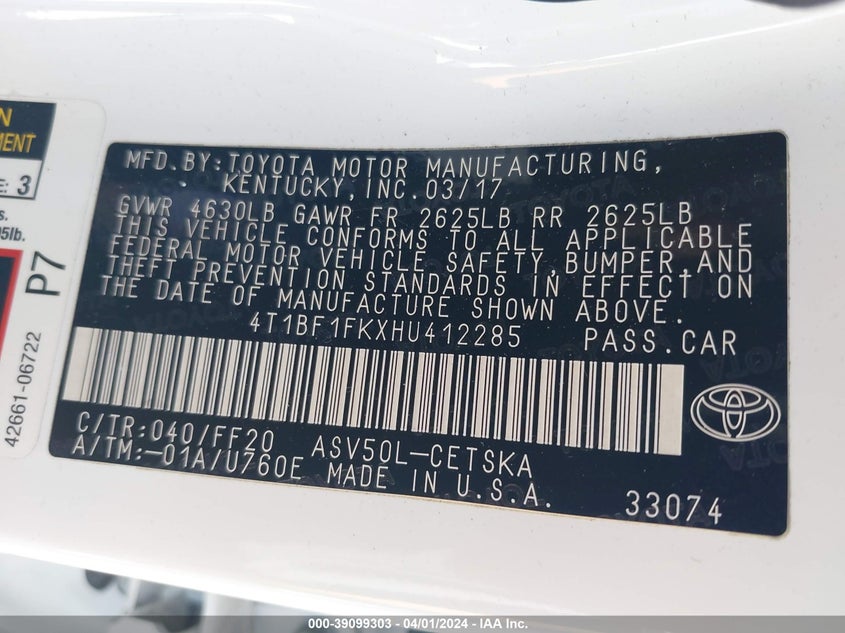 N
EMENT
E: 3
s.
5lb.
P7
42661-06722
MFD.BY:TOYOTA MOTOR MANUFACTURING,
KENTUCKY,INC.03/17
GVWR 4630LB GAWR FR 2625LB RR 2625LB
THIS VEHICLE CONFORMS TO ALL APPLICABLE
FEDERAL MOTOR VEHICLE SAFETY,BUMPER,AND
THEFT PREVENTION STANDARDS IN EFFECT ON
THE DATE OF MANUFACTURE SHOWN ABOVE.
4T1BF1FKXHU412285 PASS.CAR
C/TR:040/FF20 ASV50L-CETSKA
A/TM:-01A/U760E MADE IN U.S.A.
33074
000-39099303 - 04/01/2024 - IAA Inc.